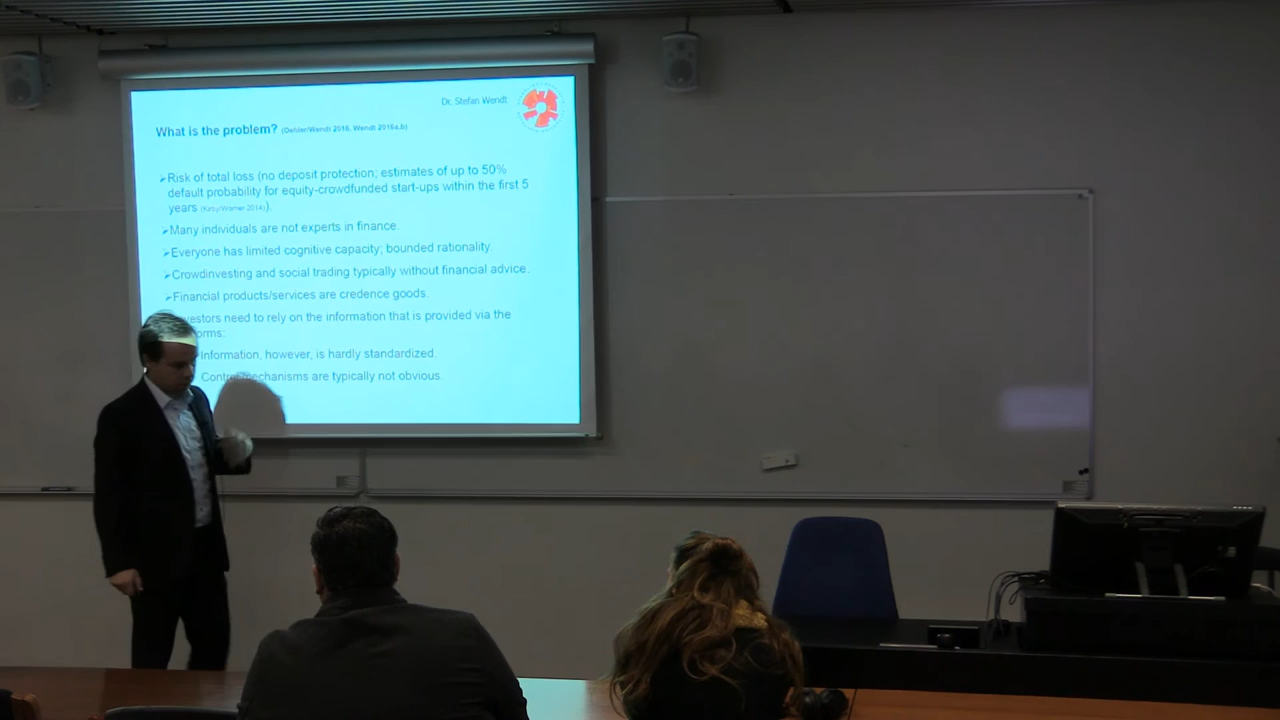 Dr. Stefan Wendt
What is the problem? (Oehler/Wendt 2016, Wendt 2016a,b)
➢Risk of total loss (no deposit protection; estimates of up to 50%
default probability for equity-crowdfunded start-ups within the first 5
years (Kirby/Worner 2014)).
➢Many individuals are not experts in finance.
➢Everyone has limited cognitive capacity; bounded rationality.
➢Crowdinvesting and social trading typically without financial advice.
➢Financial products/services are credence goods.
vestors need to rely on the information that is provided via the
orms:
Information, however, is hardly standardized.
Contr mechanisms are typically not obvious.